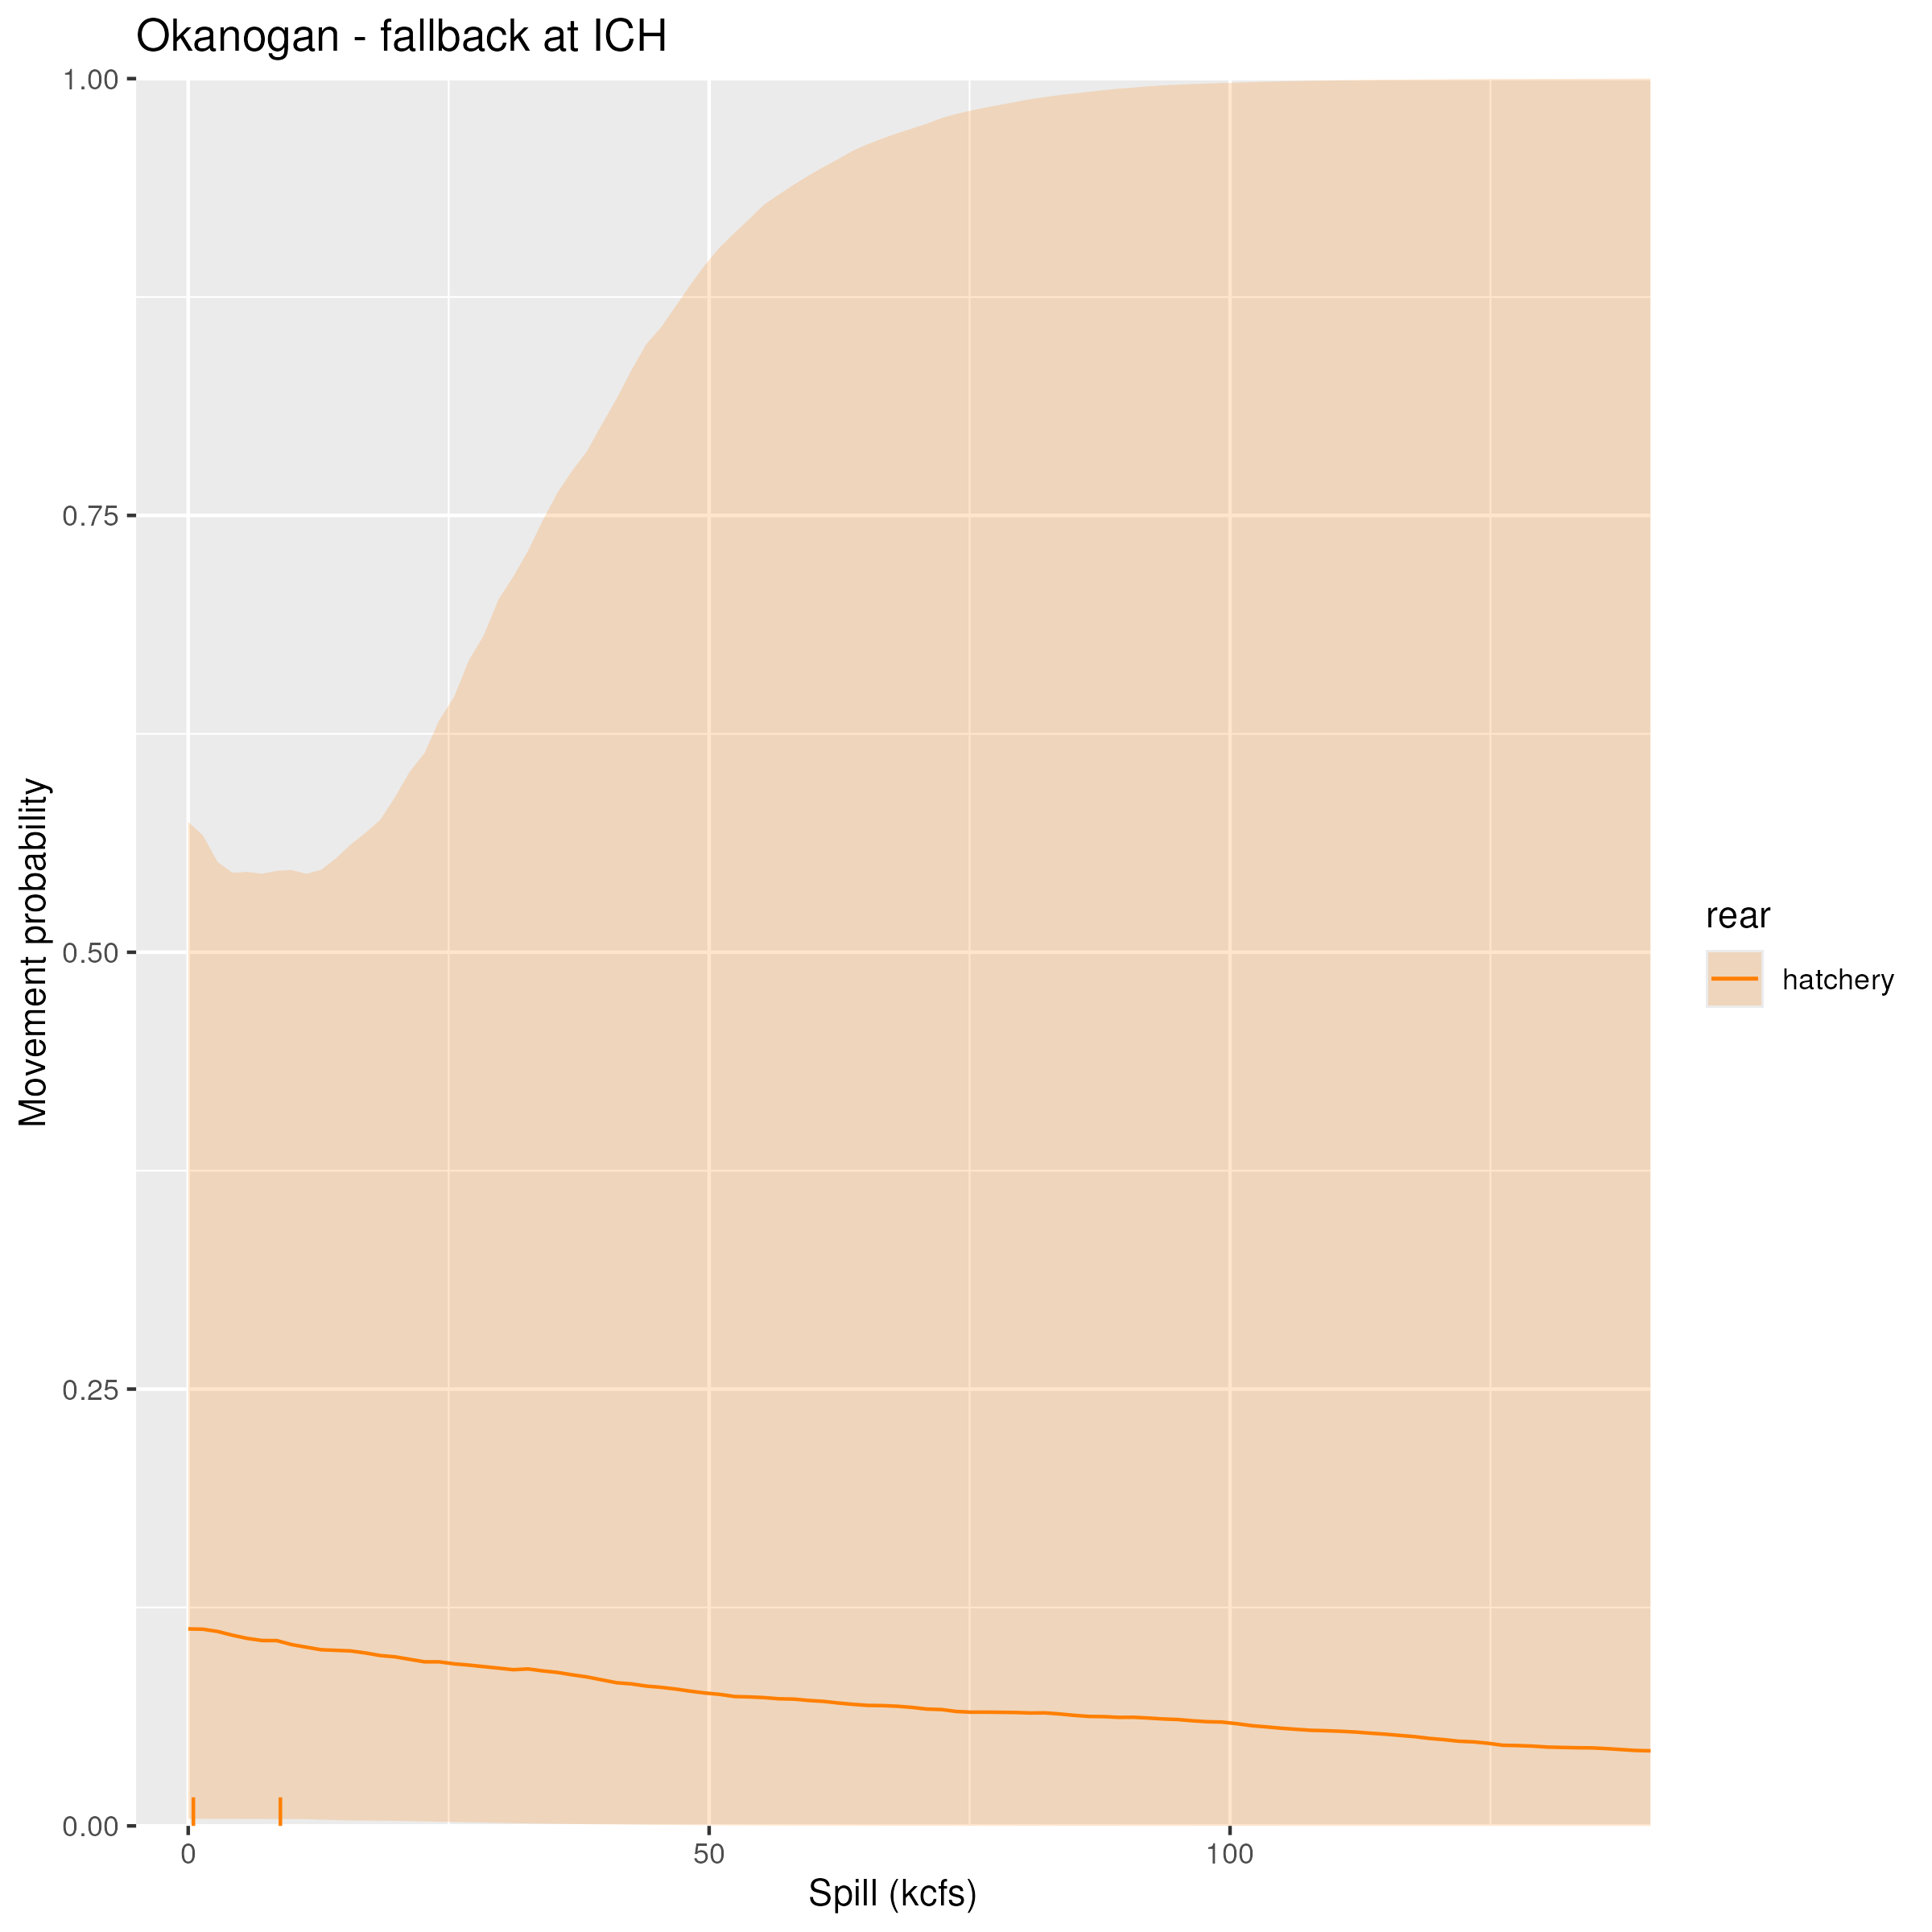 Okanogan - fallback at ICH
1.00
0.75
0.50
0.25
0.00
Movement probability
0
50
100
Spill (kcfs)
rear
hatchery